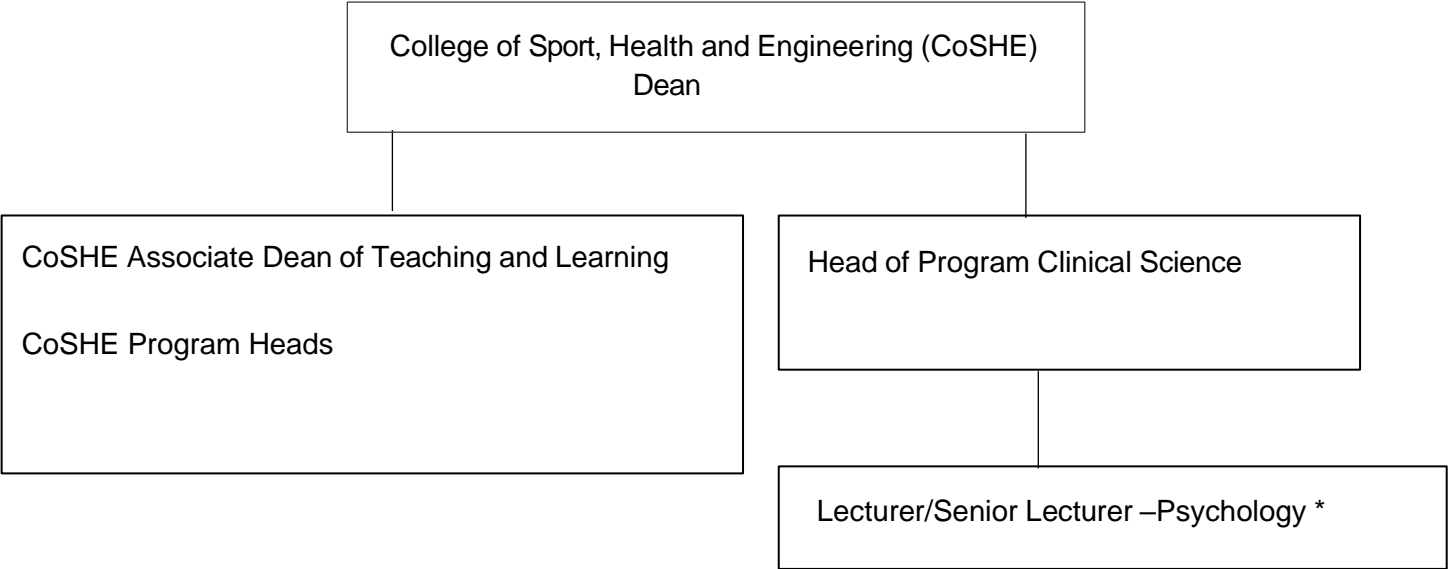 College of Sport, Health and Engineering (CoSHE)
Dean
CoSHE Associate Dean of Teaching and Learning
CoSHE Program Heads
Head of Program Clinical Science
Lecturer/Senior Lecturer –Psychology *